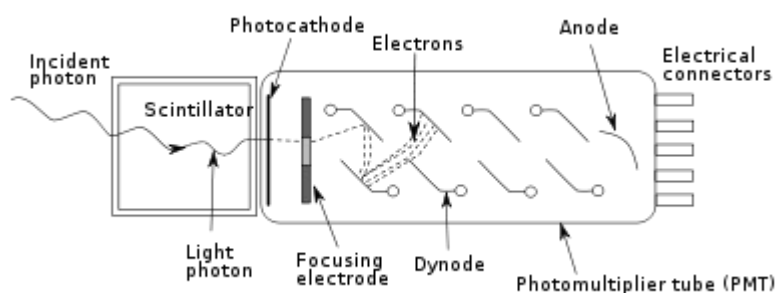 Photocathode
Electrons
Anode
Incident
photon
Electrical
connectors
Scintillator
Light
photon
Focusing
electrode
Dynode
Photomultiplier tube (PMT)